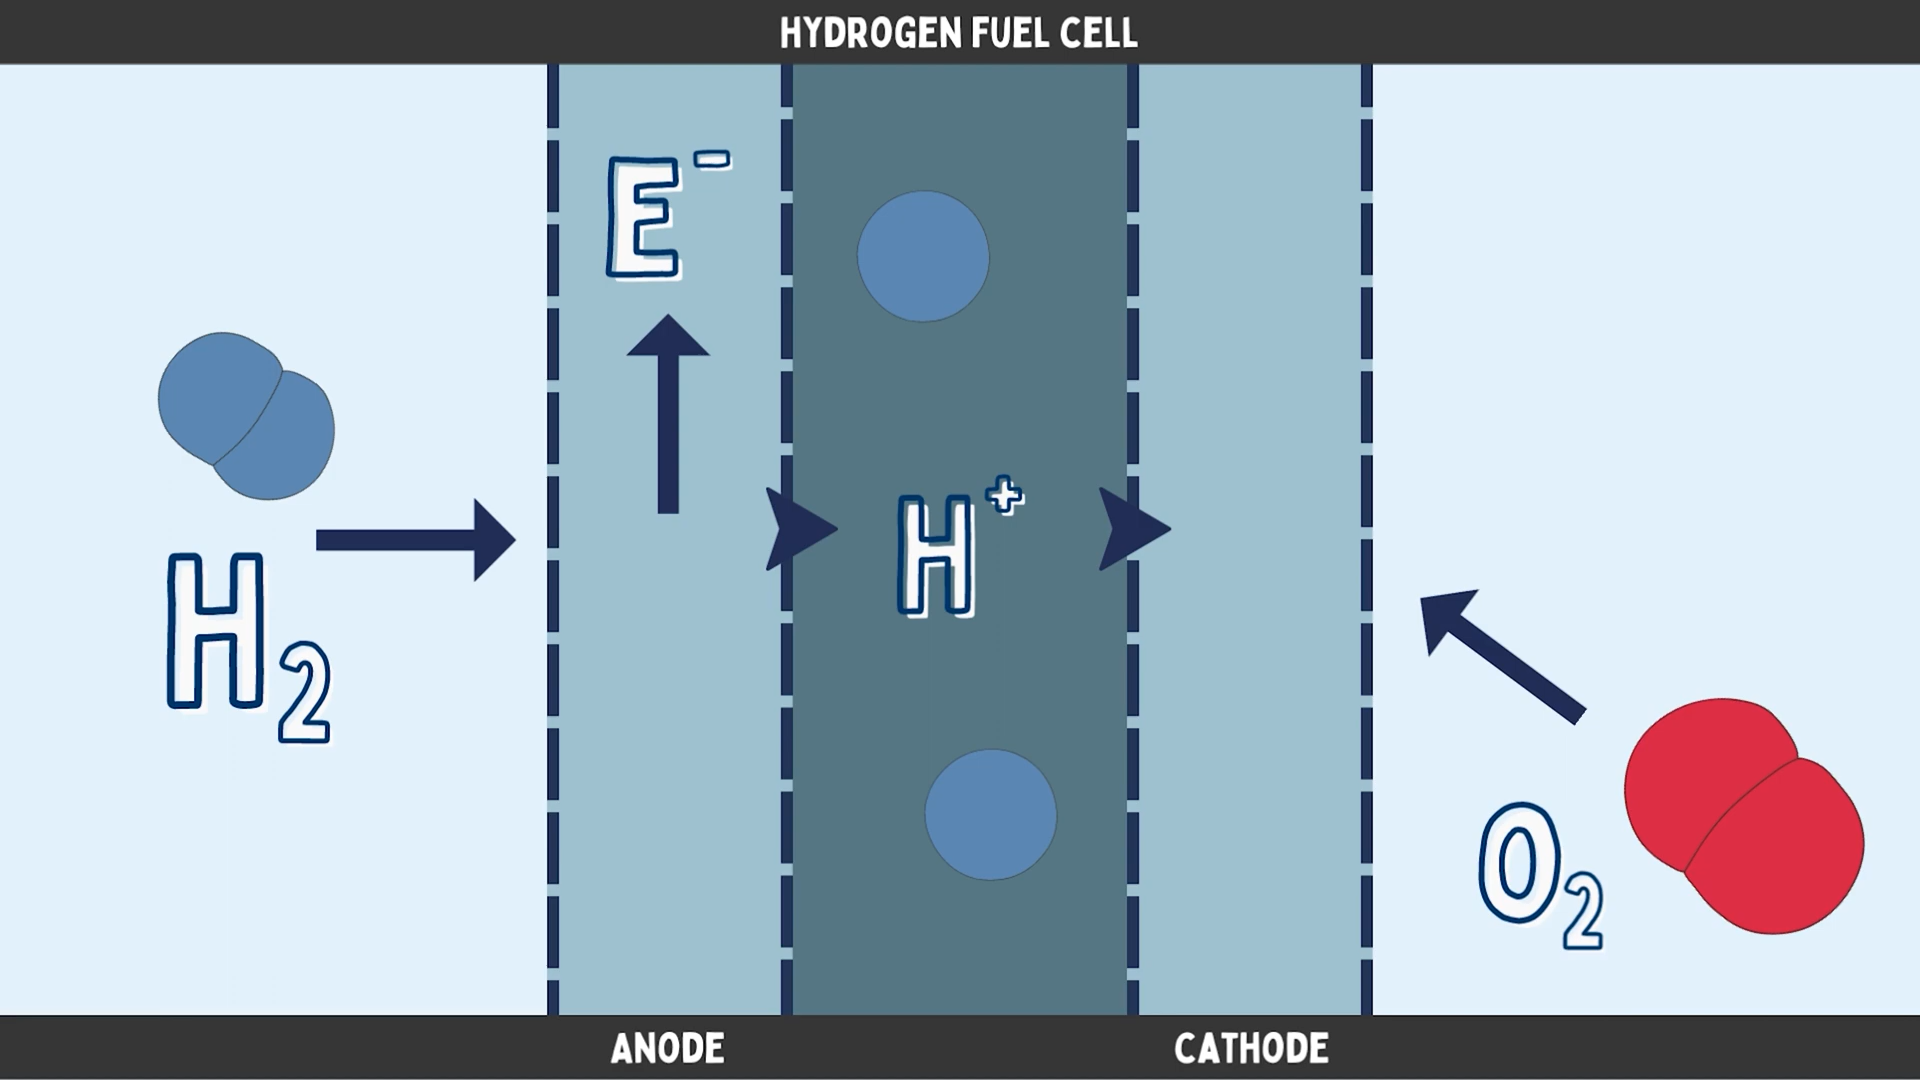 HYDROGEN FUEL CELL
E⁻
H⁺
H₂
O₂
ANODE
CATHODE